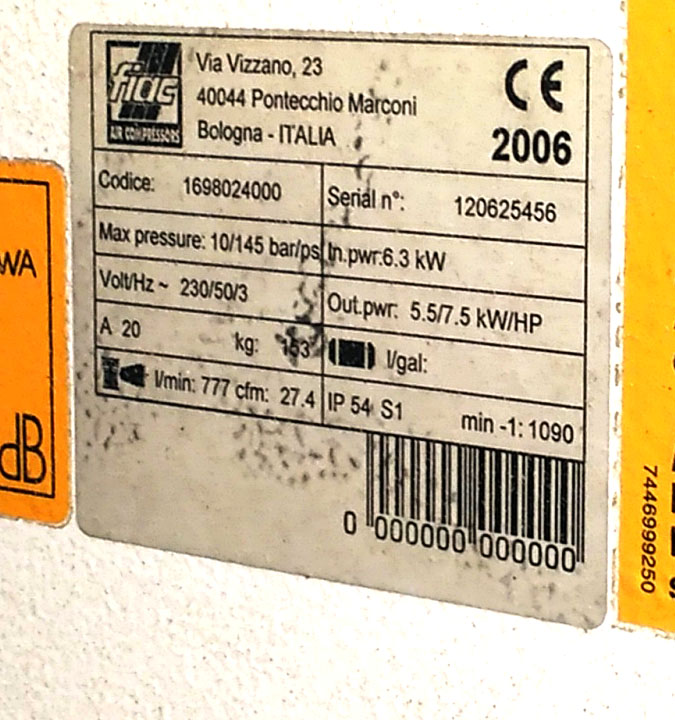 fiac
AIR COMPRESSORS
Via Vizzano, 23
40044 Pontecchio Marconi
Bologna - ITALIA
CE
2006
Codice: 1698024000
Serial n°: 120625456
Max pressure: 10/145 bar/ps
In.pwr:6.3 kW
Volt/Hz ~ 230/50/3
Out.pwr: 5.5/7.5 kW/HP
A 20 kg: 153
l/gal:
l/min: 777 cfm: 27.4
IP 54 S1 min -1: 1090
0 000000 000000
WA
dB
7446999250